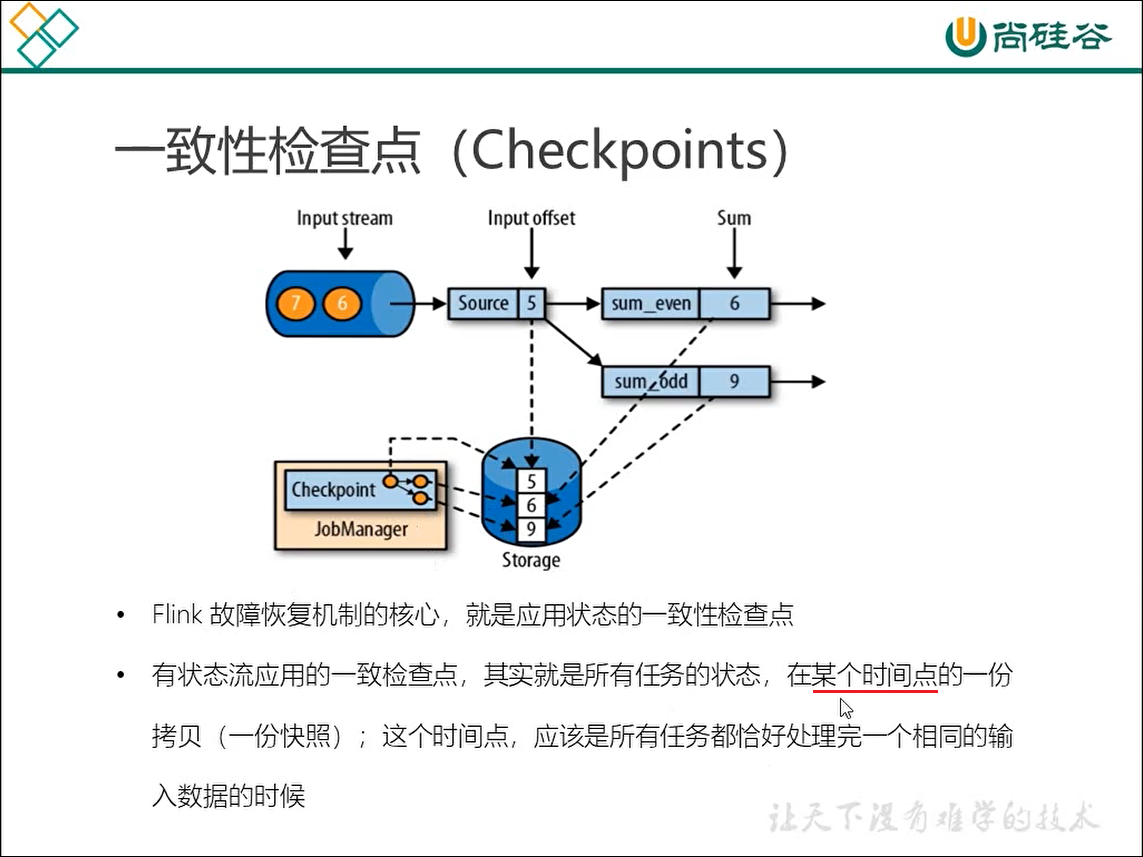 尚硅谷
一致性检查点（Checkpoints）
Input stream
Input offset
Sum
7
6
Source
5
sum_even
6
sum_odd
9
Checkpoint
JobManager
5
6
9
Storage
• Flink 故障恢复机制的核心，就是应用状态的一致性检查点
• 有状态流应用的一致检查点，其实就是所有任务的状态，在某个时间点的一份
拷贝（一份快照）；这个时间点，应该是所有任务都恰好处理完一个相同的输
入数据的时候
让天下没有难学的技术